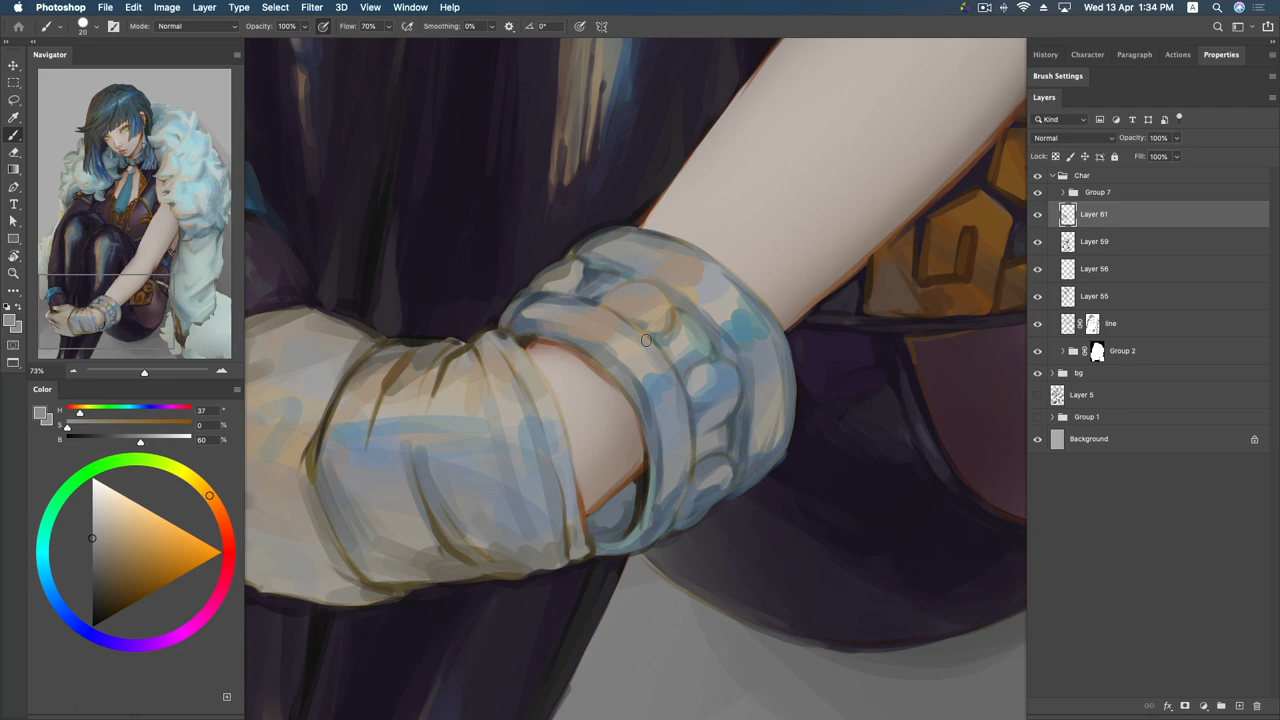 Photoshop File Edit Image Layer Type Select Filter 3D View Window Help Wed 13 Apr 1:34 PM A
20 Mode: Normal Opacity: 100% Flow: 70% Smoothing: 0% 0°
Navigator
73%
Color
H 37 °
S 0 %
B 60 %
History Character Paragraph Actions Properties
Brush Settings
Layers
Kind
Normal Opacity: 100%
Lock: Fill: 100%
Char
Group 7
Layer 61
Layer 59
Layer 56
Layer 55
line
Group 2
bg
Layer 5
Group 1
Background
fx